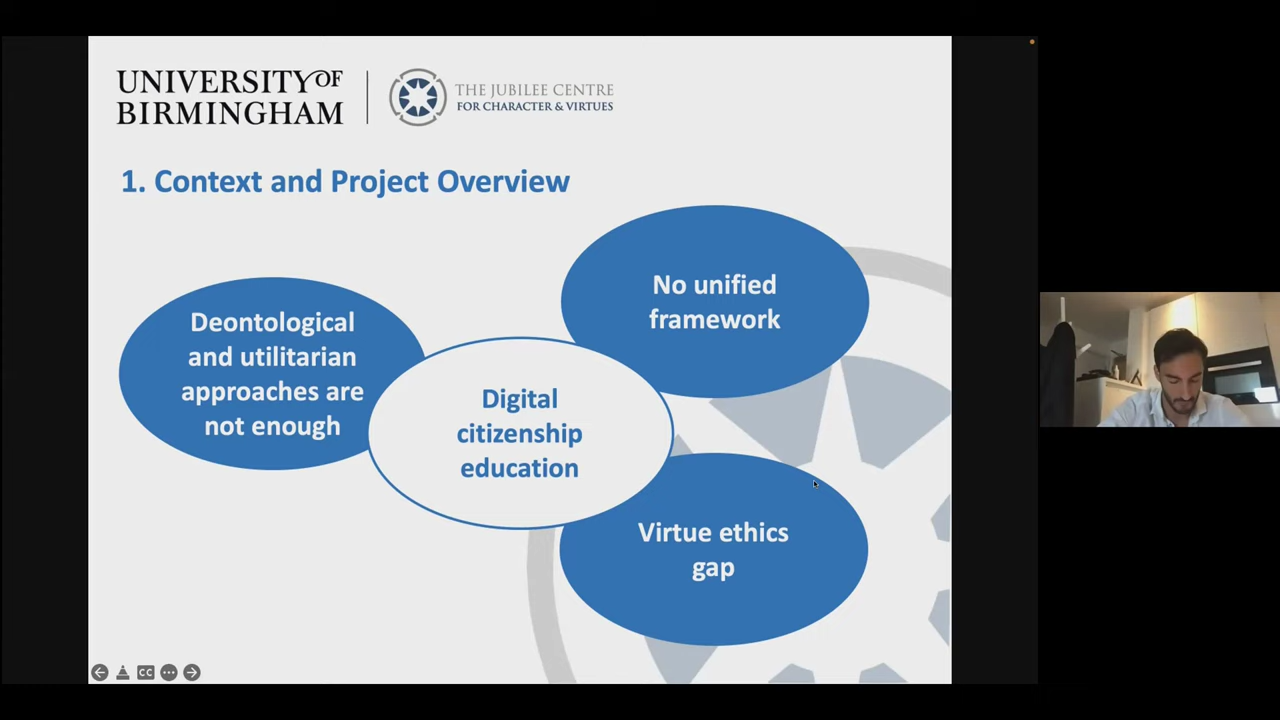 UNIVERSITY OF
BIRMINGHAM
THE JUBILEE CENTRE
FOR CHARACTER & VIRTUES
1. Context and Project Overview
Deontological
and utilitarian
approaches are
not enough
No unified
framework
Digital
citizenship
education
Virtue ethics
gap
CC